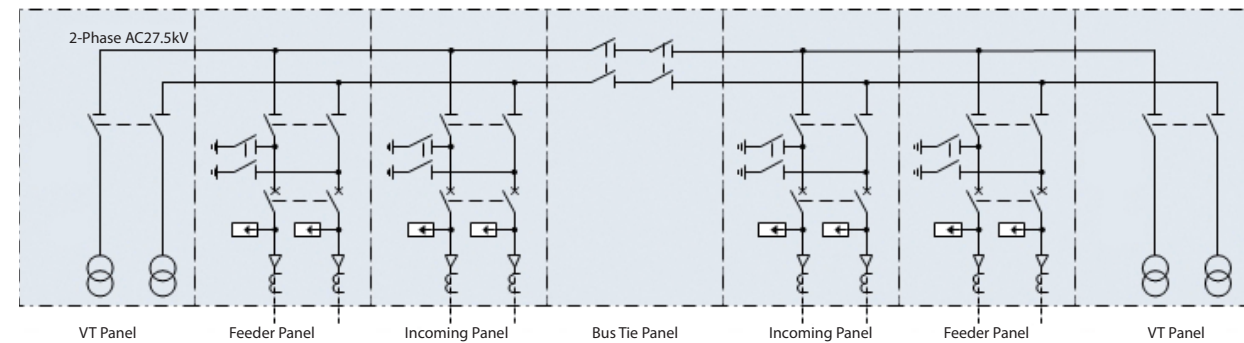 2-Phase AC27.5kV
VT Panel
Feeder Panel
Incoming Panel
Bus Tie Panel
Incoming Panel
Feeder Panel
VT Panel